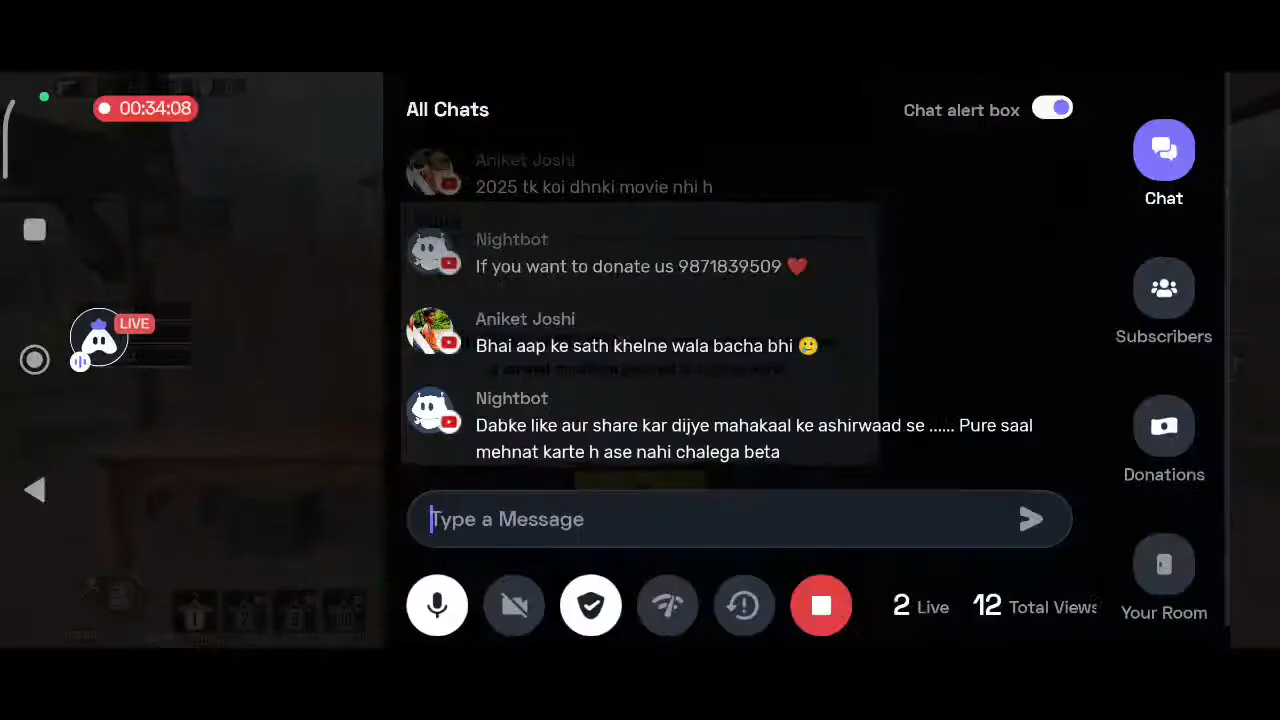 00:34:08
All Chats
Chat alert box
Aniket Joshi
2025 tk koi dhnki movie nhi h
Nightbot
If you want to donate us 9871839509 ❤️
Aniket Joshi
Bhai aap ke sath khelne wala bacha bhi 🥲
Nightbot
Dabke like aur share kar dijye mahakaal ke ashirwaad se ...... Pure saal
mehnat karte h ase nahi chalega beta
Type a Message
2 Live 12 Total Views
LIVE
Chat
Subscribers
Donations
Your Room
1 2 3